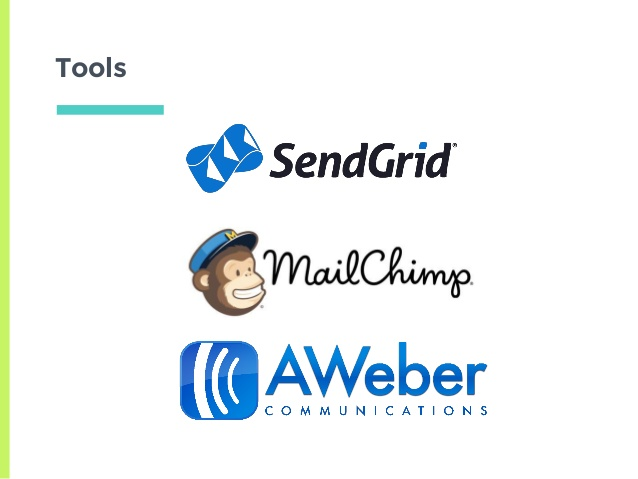 Tools
SendGrid®
MailChimp®
AWeber
COMMUNICATIONS